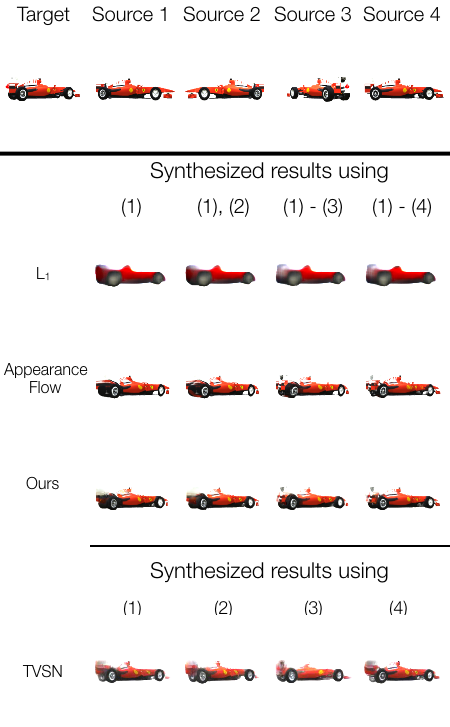 Target Source 1 Source 2 Source 3 Source 4
Synthesized results using
(1) (1), (2) (1) - (3) (1) - (4)
L₁
Appearance
Flow
Ours
Synthesized results using
(1) (2) (3) (4)
TVSN